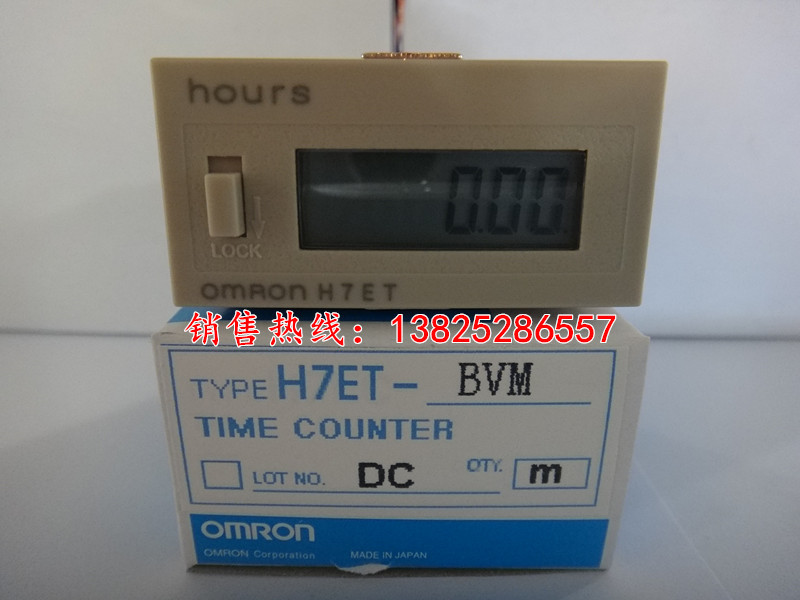 hours
0.00
LOCK
OMRON H7ET
销售热线：13825286557
TYPE H7ET- BVM
TIME COUNTER
LOT NO. DC QTY. m
OMRON
OMRON Corporation MADE IN JAPAN